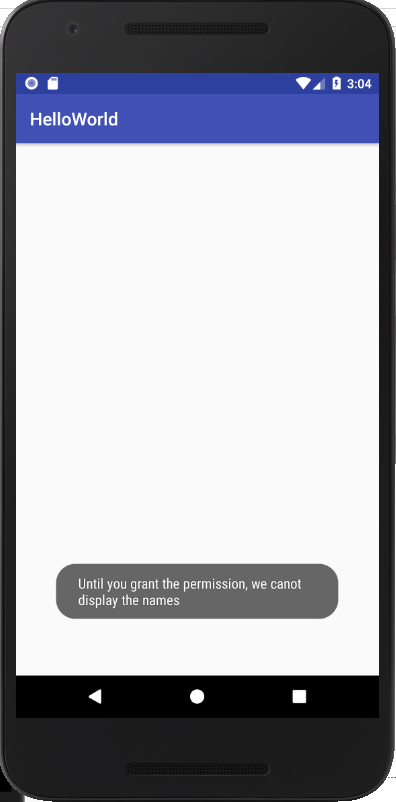 3:04
HelloWorld
Until you grant the permission, we canot
display the names